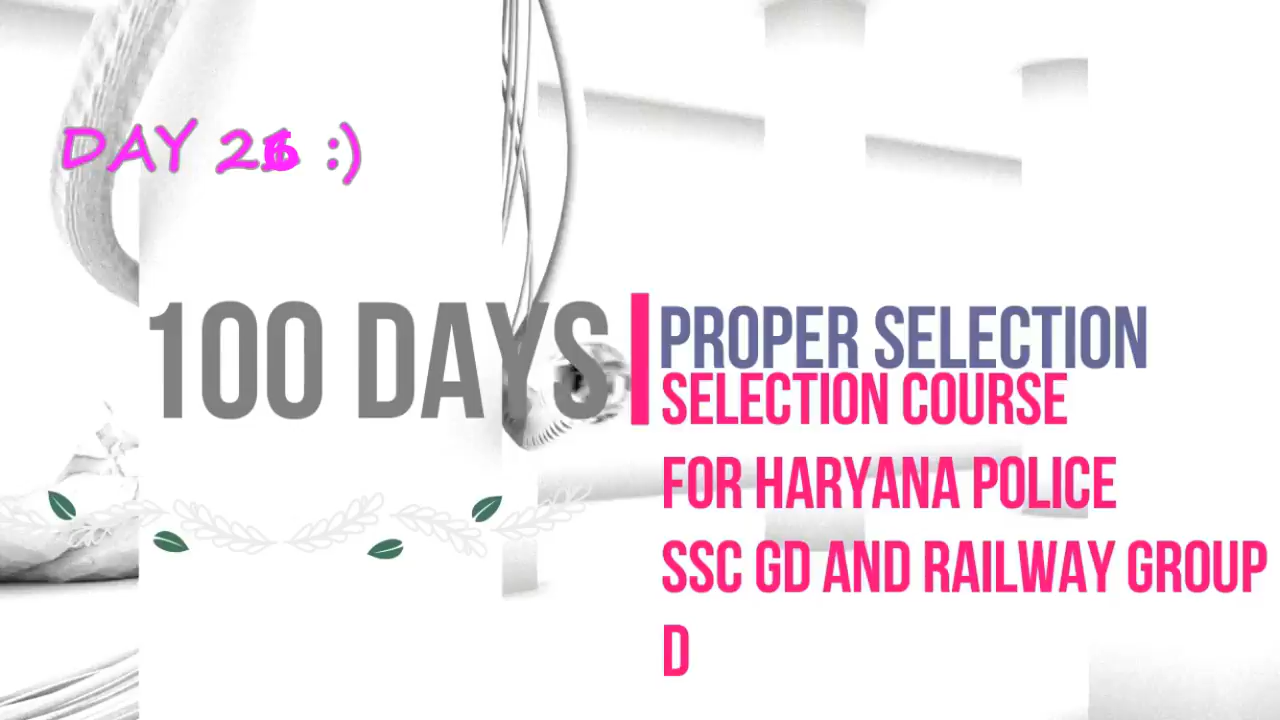 DAY :)
100 DAYS
PROPER SELECTION
SELECTION COURSE
FOR HARYANA POLICE
SSC GD AND RAILWAY GROUP
D